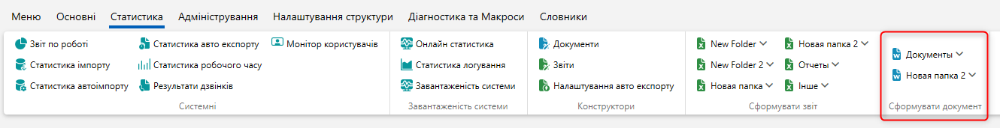 Меню Основні Статистика Адміністрування Налаштування структури Діагностика та Макроси Словники
Звіт по роботі Статистика авто експорту Монітор користувачів
Статистика імпорту Статистика робочого часу
Статистика автоімпорту Результати дзвінків
Системні
Онлайн статистика
Статистика логування
Завантаженість системи
Завантаженість системи
Документи
Звіти
Налаштування авто експорту
Конструктори
New Folder Новая папка 2
New Folder 2 Отчеты
Новая папка Інше
Сформувати звіт
Документы
Новая папка 2
Сформувати документ